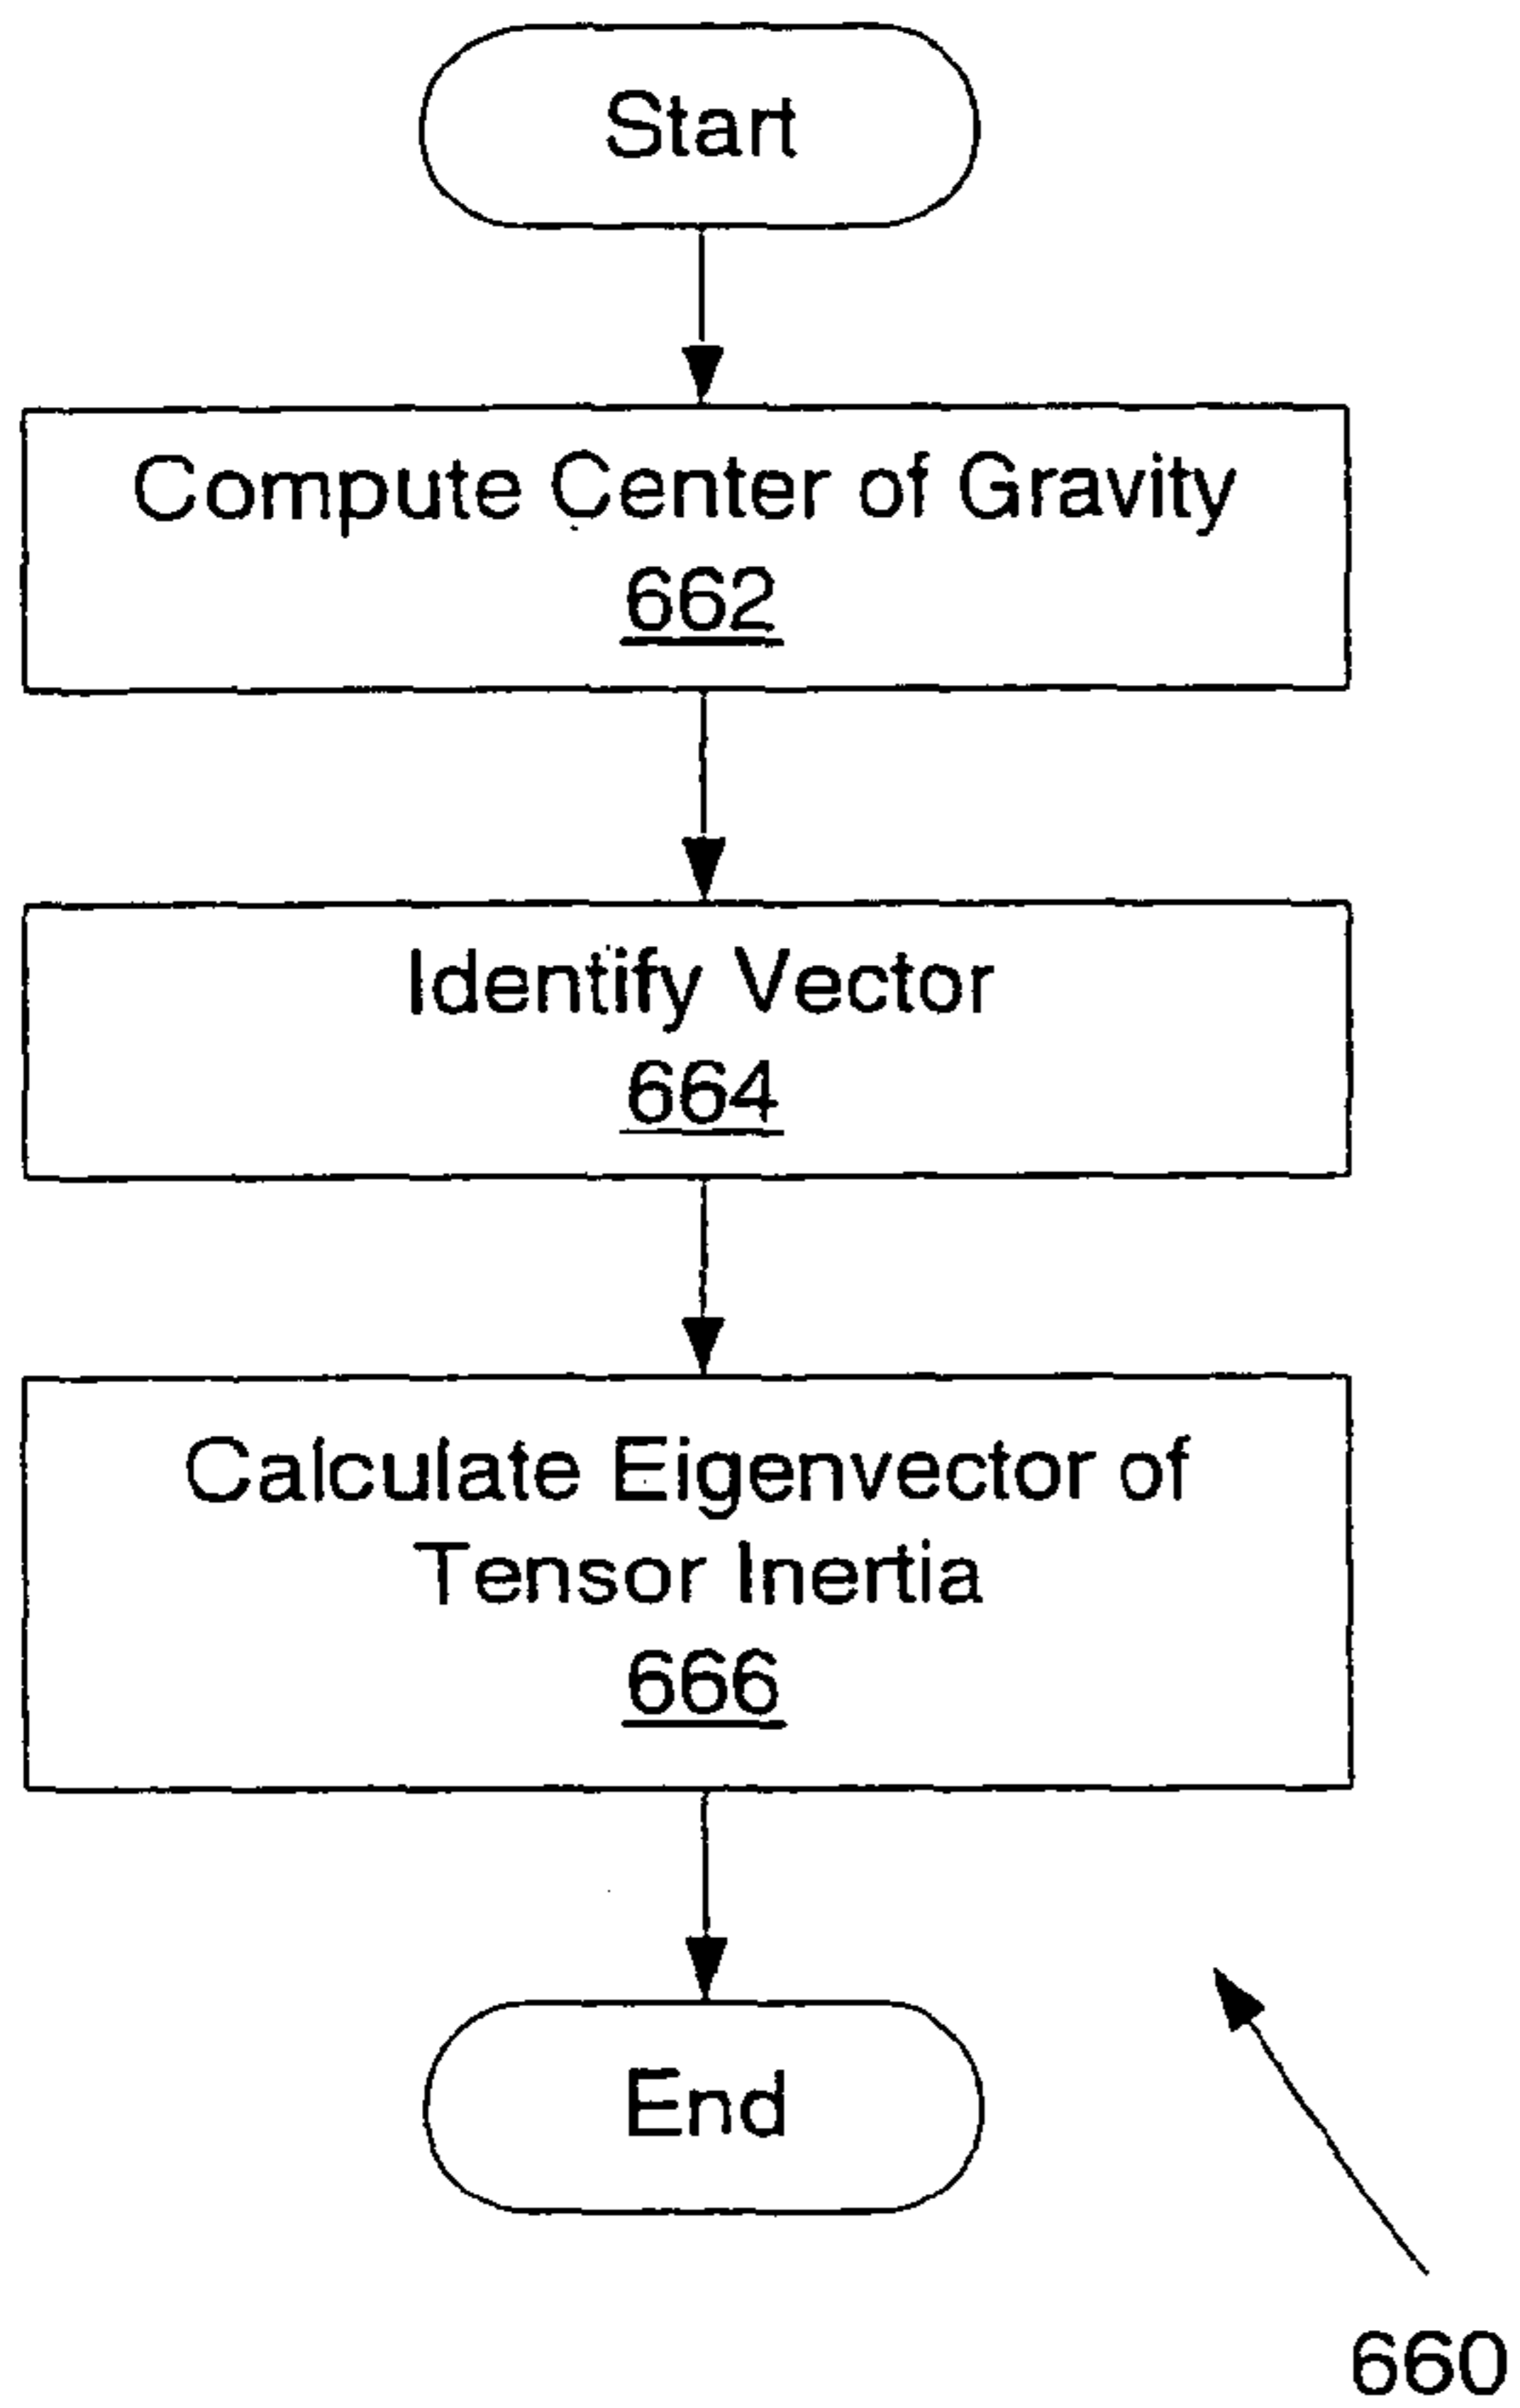 Start
Compute Center of Gravity
662
Identify Vector
664
Calculate Eigenvector of
Tensor Inertia
666
End
660